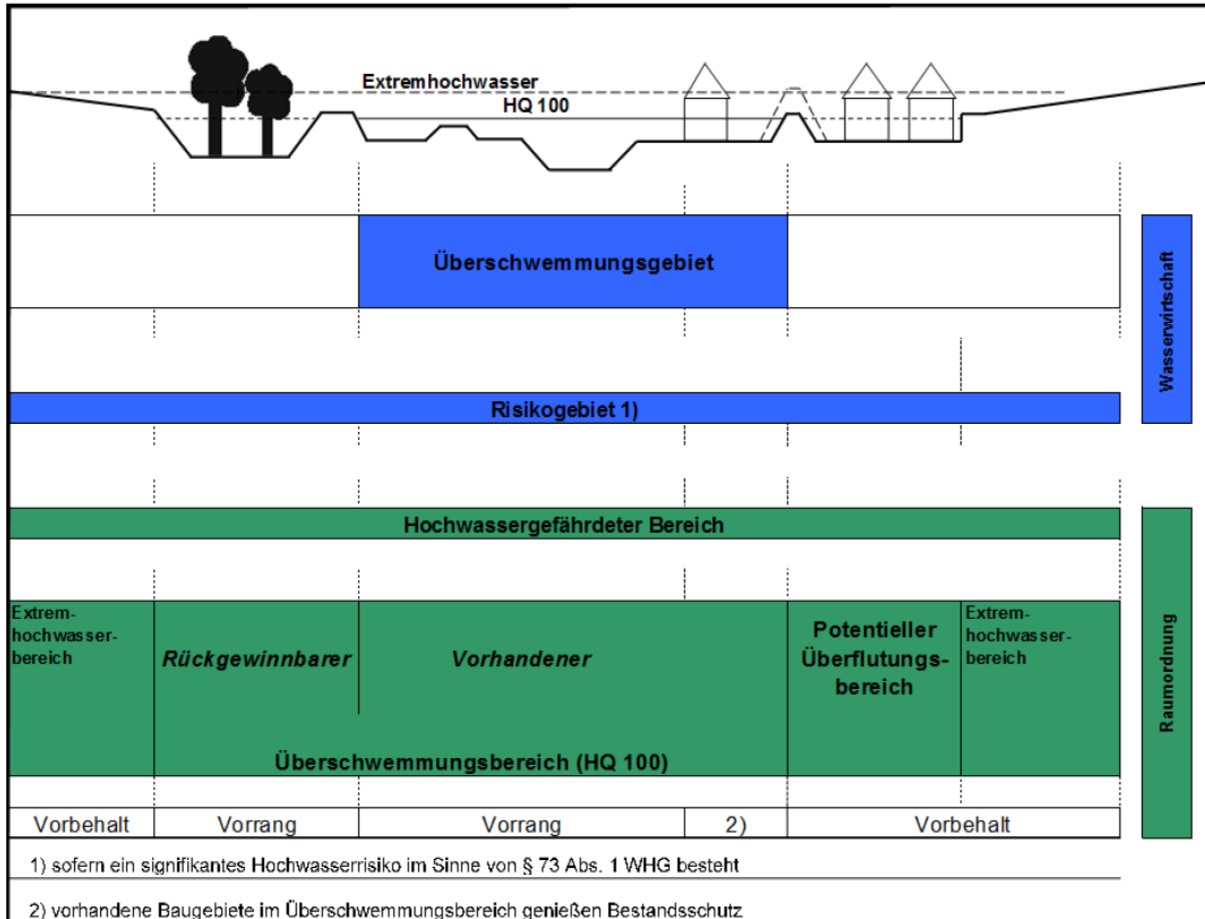 Extremhochwasser
HQ 100
Überschwemmungsgebiet
Wasserwirtschaft
Risikogebiet 1)
Hochwassergefährdeter Bereich
Extrem-
hochwasser-
bereich
Rückgewinnbarer
Vorhandener
Potentieller
Überflutungs-
bereich
Extrem-
hochwasser-
bereich
Raumordnung
Überschwemmungsbereich (HQ 100)
Vorbehalt
Vorrang
Vorrang
2)
Vorbehalt
1) sofern ein signifikantes Hochwasserrisiko im Sinne von § 73 Abs. 1 WHG besteht
2) vorhandene Baugebiete im Überschwemmungsbereich genießen Bestandsschutz